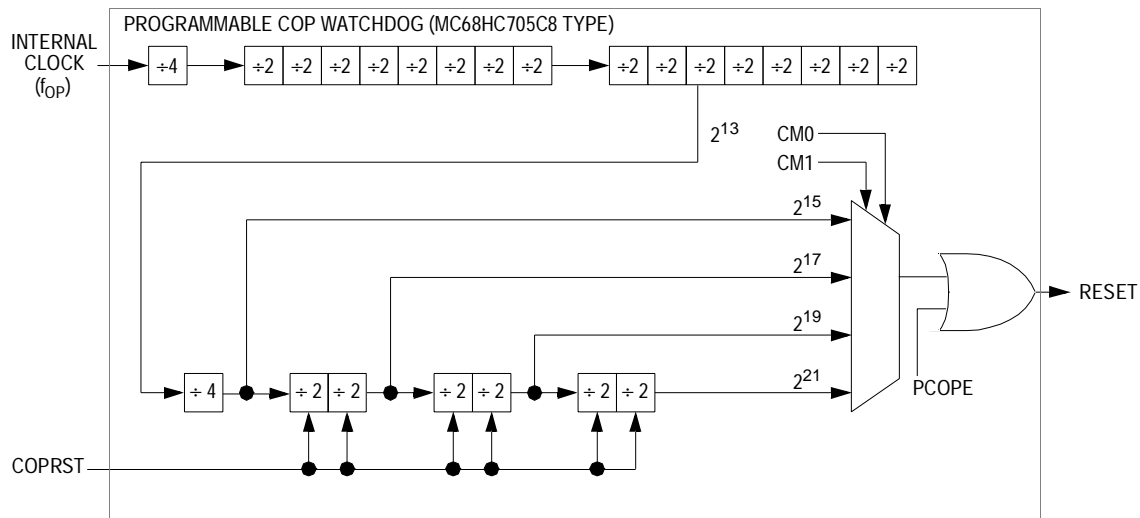 PROGRAMMABLE COP WATCHDOG (MC68HC705C8 TYPE)
INTERNAL
CLOCK
(fOP)
÷4
÷2 ÷2 ÷2 ÷2 ÷2 ÷2 ÷2 ÷2
÷2 ÷2 ÷2 ÷2 ÷2 ÷2 ÷2 ÷2
2^13
CM0
CM1
2^15
2^17
2^19
2^21
RESET
PCOPE
÷ 4
÷ 2 ÷ 2
÷ 2 ÷ 2
÷ 2 ÷ 2
COPRST